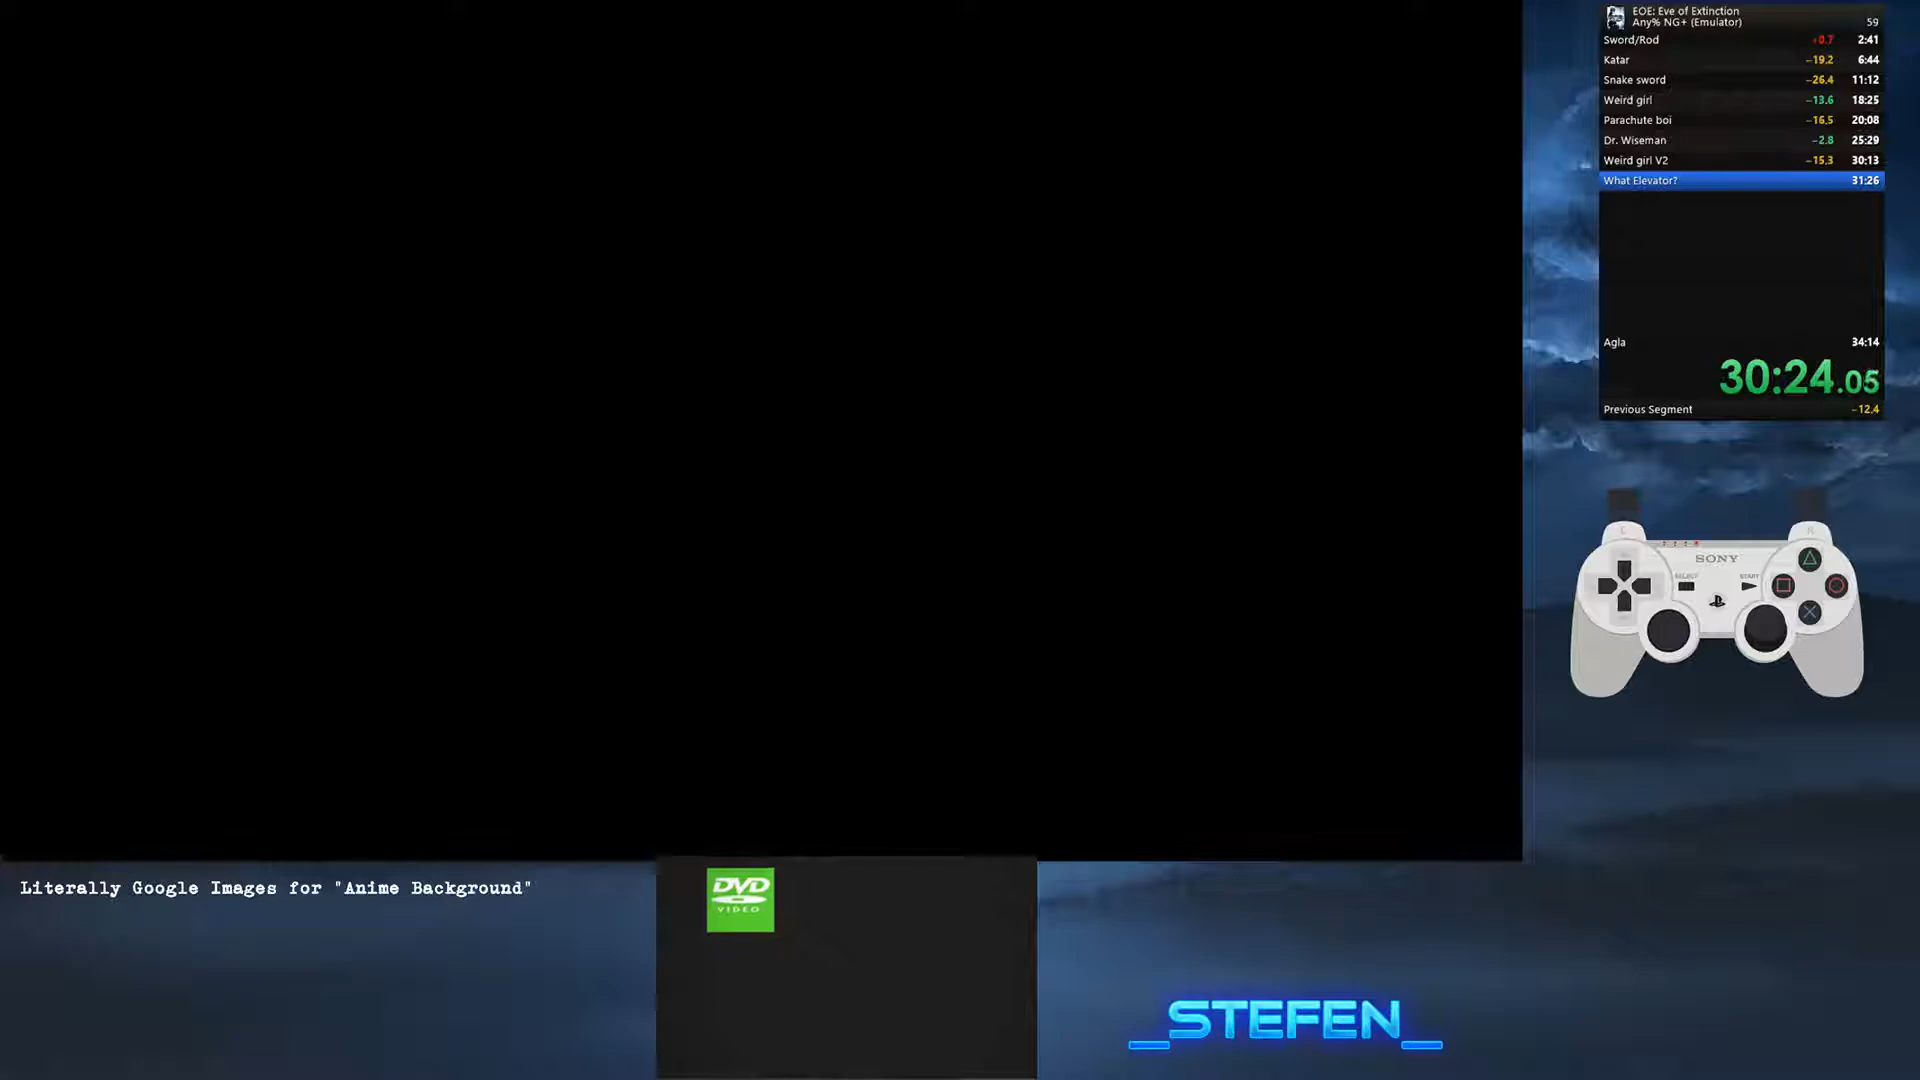 EOE: Eve of Extinction
Any% NG+ (Emulator) 59
Sword/Rod +0.7 2:41
Katar −19.2 6:44
Snake sword −26.4 11:12
Weird girl −13.6 18:25
Parachute boi −16.5 20:08
Dr. Wiseman −2.8 25:29
Weird girl V2 −15.3 30:13
What Elevator? 31:26
Agla 34:14
30:24.05
Previous Segment −12.4
SONY
SELECT START
Literally Google Images for "Anime Background"
DVD
VIDEO
_STEFEN_